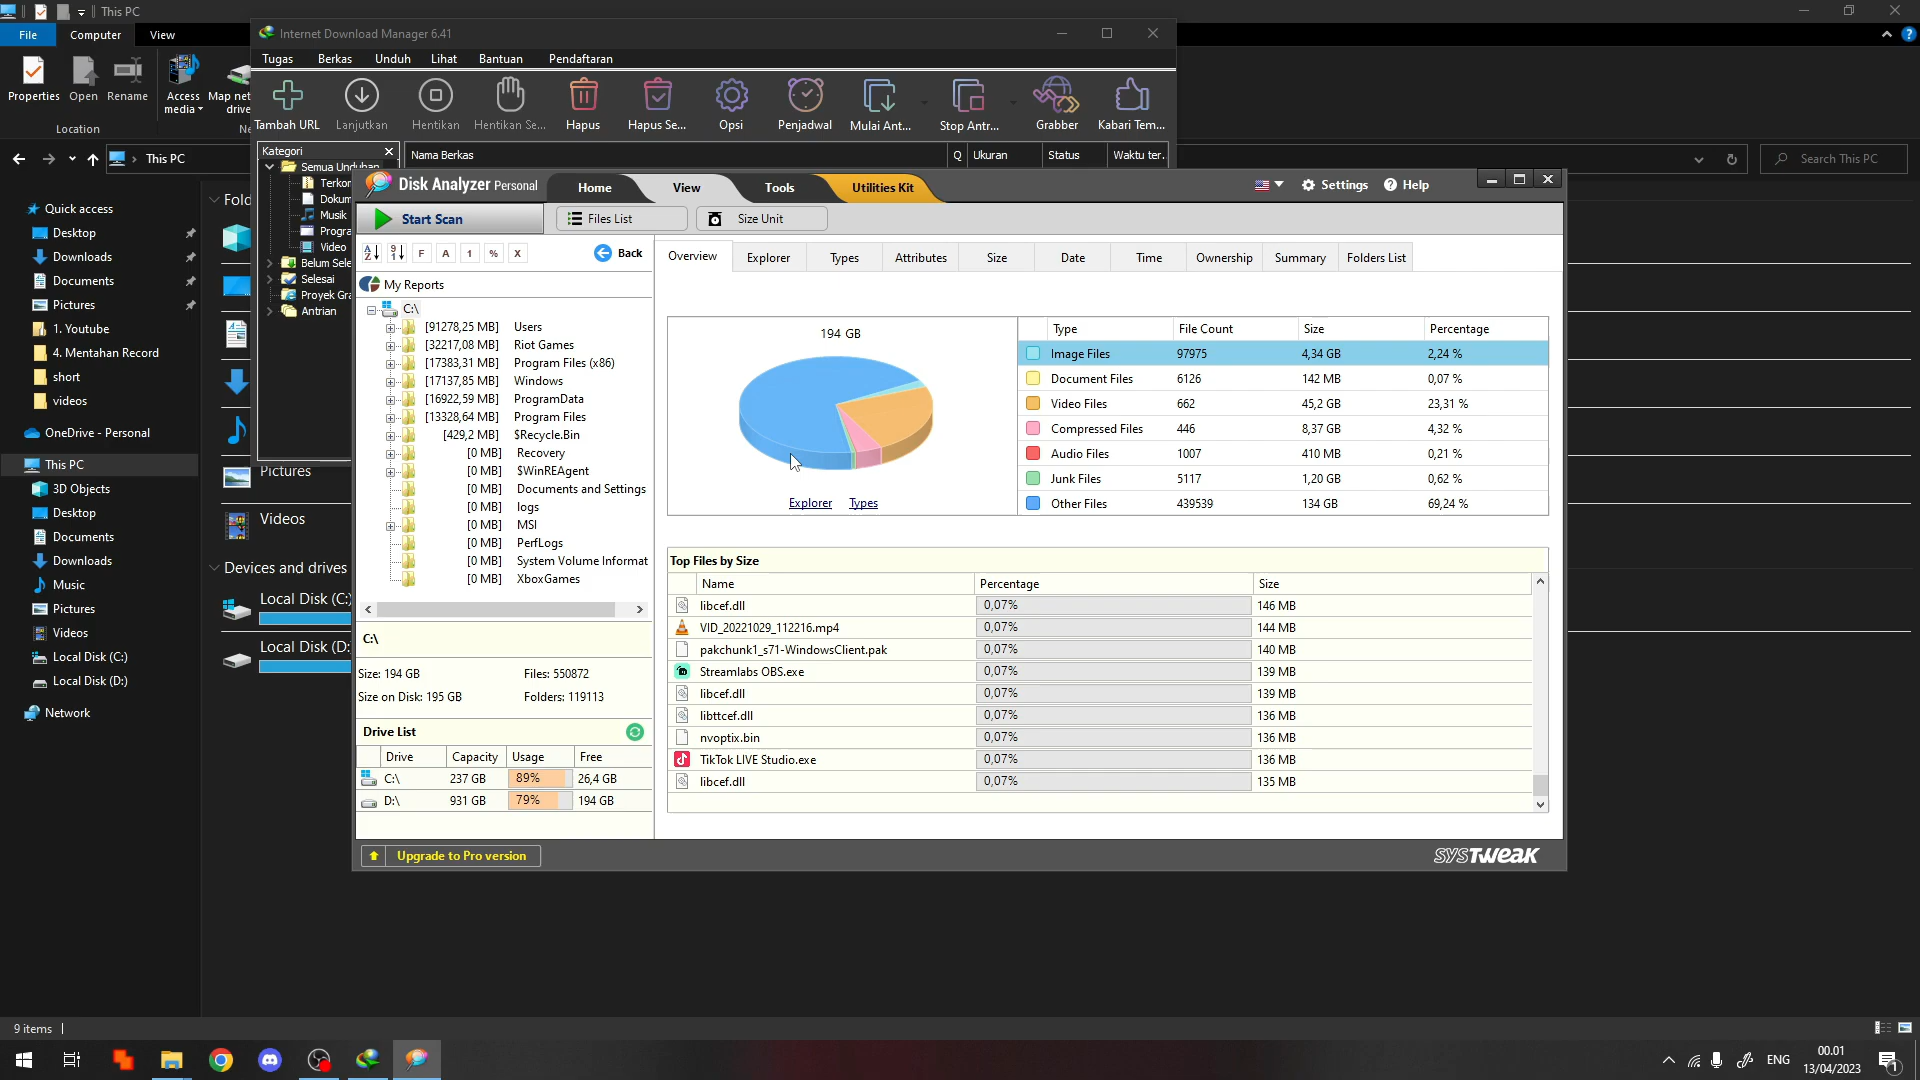 This PC
File
Computer
View
Properties
Open
Rename
Access
media
Map net
drive
Location
Ne
This PC
Search This PC
Quick access
Desktop
Downloads
Documents
Pictures
1. Youtube
4. Mentahan Record
short
videos
OneDrive - Personal
This PC
3D Objects
Desktop
Documents
Downloads
Music
Pictures
Videos
Local Disk (C:)
Local Disk (D:)
Network
Fold
Pictures
Videos
Devices and drives
Local Disk (C:)
Local Disk (D:
Internet Download Manager 6.41
Tugas
Berkas
Unduh
Lihat
Bantuan
Pendaftaran
Tambah URL
Lanjutkan
Hentikan
Hentikan Se...
Hapus
Hapus Se...
Opsi
Penjadwal
Mulai Ant...
Stop Antr...
Grabber
Kabari Tem...
Kategori
Nama Berkas
Q
Ukuran
Status
Waktu ter.
Semua Unduhan
Terkor
Dokum
Musik
Progra
Video
Belum Sele
Selesai
Proyek Gra
Antrian
Disk Analyzer Personal
Home
View
Tools
Utilities Kit
Settings
? Help
Start Scan
Files List
Size Unit
A Z
9 1
F
A
1
%
X
Back
My Reports
C:\
[91278,25 MB] Users
[32217,08 MB] Riot Games
[17383,31 MB] Program Files (x86)
[17137,85 MB] Windows
[16922,59 MB] ProgramData
[13328,64 MB] Program Files
[429,2 MB] $Recycle.Bin
[0 MB] Recovery
[0 MB] $WinREAgent
[0 MB] Documents and Settings
[0 MB] logs
[0 MB] MSI
[0 MB] PerfLogs
[0 MB] System Volume Informat
[0 MB] XboxGames
C:\
Size: 194 GB
Files: 550872
Size on Disk: 195 GB
Folders: 119113
Drive List
Drive Capacity Usage Free
C:\ 237 GB 89% 26,4 GB
D:\ 931 GB 79% 194 GB
Overview
Explorer
Types
Attributes
Size
Date
Time
Ownership
Summary
Folders List
194 GB
Explorer
Types
Type File Count Size Percentage
Image Files 97975 4,34 GB 2,24 %
Document Files 6126 142 MB 0,07 %
Video Files 662 45,2 GB 23,31 %
Compressed Files 446 8,37 GB 4,32 %
Audio Files 1007 410 MB 0,21 %
Junk Files 5117 1,20 GB 0,62 %
Other Files 439539 134 GB 69,24 %
Top Files by Size
Name Percentage Size
libcef.dll 0,07% 146 MB
VID_20221029_112216.mp4 0,07% 144 MB
pakchunk1_s71-WindowsClient.pak 0,07% 140 MB
Streamlabs OBS.exe 0,07% 139 MB
libcef.dll 0,07% 139 MB
libttcef.dll 0,07% 136 MB
nvoptix.bin 0,07% 136 MB
TikTok LIVE Studio.exe 0,07% 136 MB
libcef.dll 0,07% 135 MB
Upgrade to Pro version
SYSTWEAK
9 items
ENG
00.01
13/04/2023
1